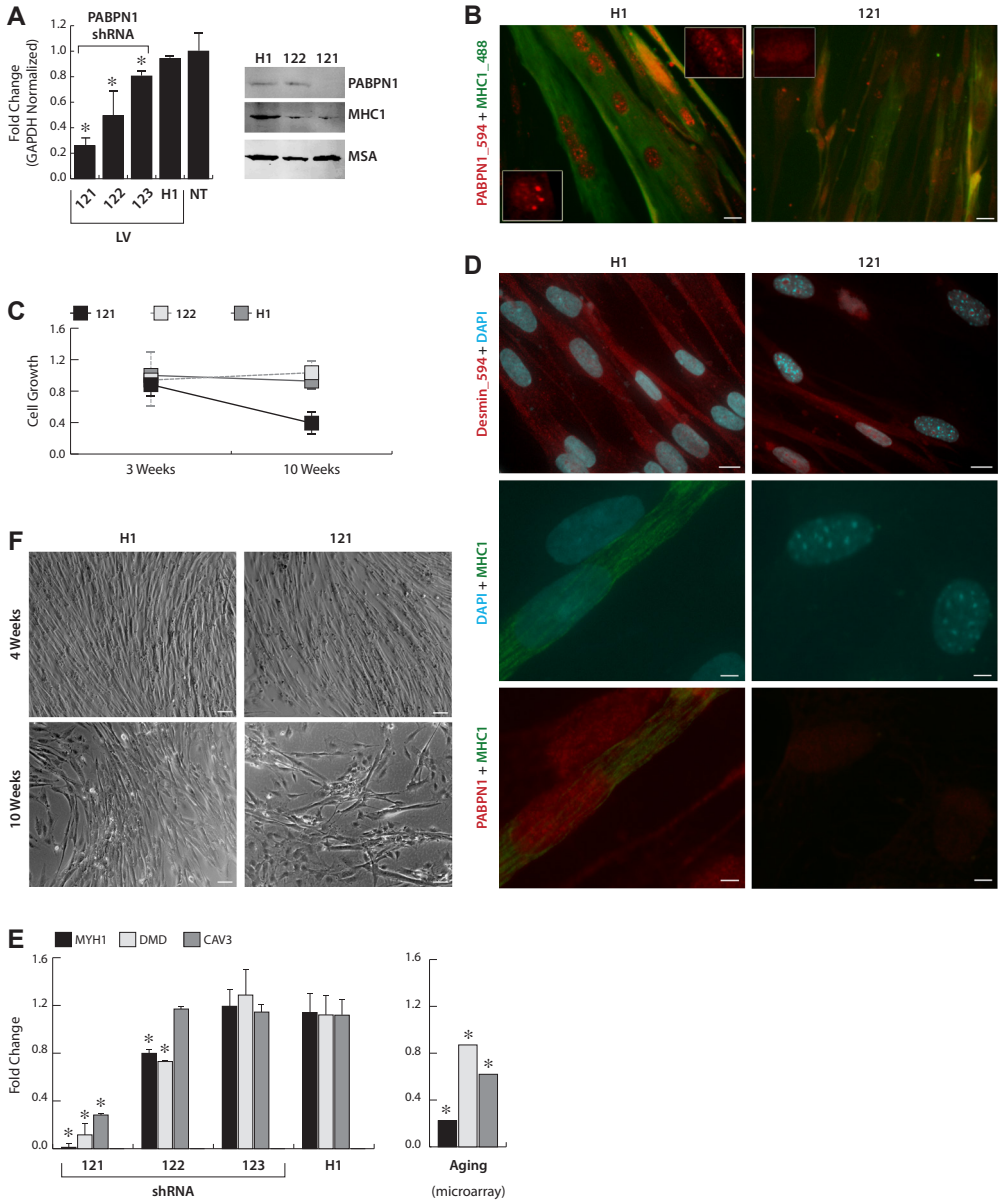 A
PABPN1
shRNA
Fold Change
(GAPDH Normalized)
1.2
1.0
0.8
0.6
0.4
0.2
0.0
*
*
*
121
122
123
H1
NT
LV
H1 122 121
PABPN1
MHC1
MSA
B
H1
121
PABPN1_594 + MHC1_488
C
121
122
H1
Cell Growth
1.6
1.2
0.8
0.4
0.0
3 Weeks
10 Weeks
D
H1
121
Desmin_594 + DAPI
DAPI + MHC1
PABPN1 + MHC1
F
H1
121
4 Weeks
10 Weeks
E
MYH1
DMD
CAV3
Fold Change
1.6
1.2
0.8
0.4
0.0
* * *
* *
121
122
123
H1
shRNA
1.6
1.2
0.8
0.4
0.0
* * *
Aging
(microarray)